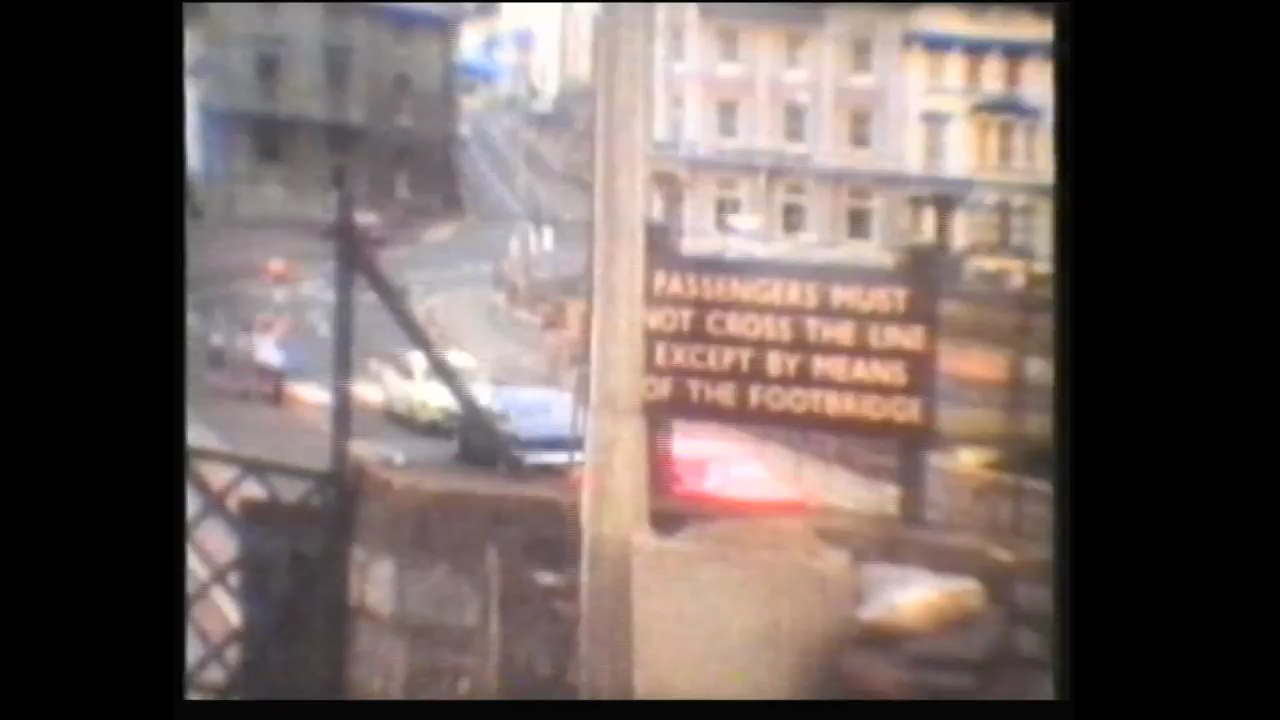 PASSENGERS MUST
NOT CROSS THE LINE
EXCEPT BY MEANS
OF THE FOOTBRIDGE